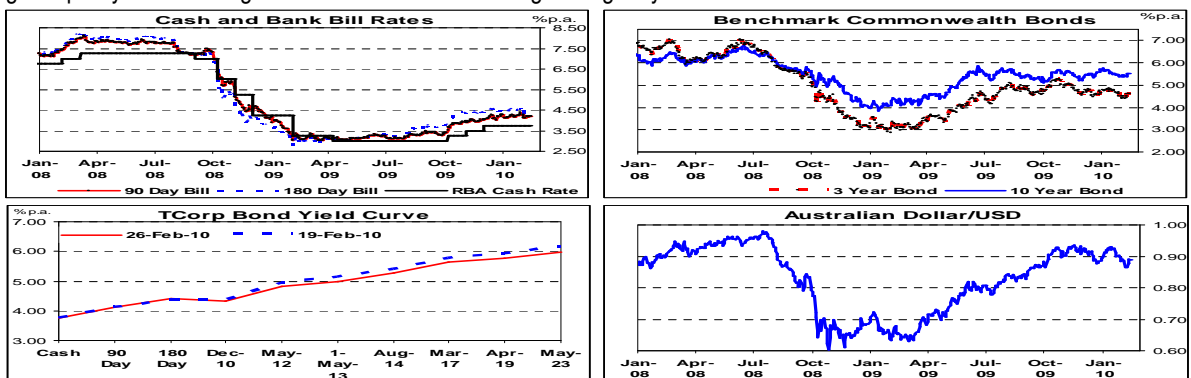 Cash and Bank Bill Rates
%p.a.
8.50
7.50
6.50
5.50
4.50
3.50
2.50
Jan-08 Apr-08 Jul-08 Oct-08 Jan-09 Apr-09 Jul-09 Oct-09 Jan-10
90 Day Bill 180 Day Bill RBA Cash Rate
Benchmark Commonwealth Bonds
%p.a.
7.00
6.00
5.00
4.00
3.00
2.00
Jan-08 Apr-08 Jul-08 Oct-08 Jan-09 Apr-09 Jul-09 Oct-09 Jan-10
3 Year Bond 10 Year Bond
TCorp Bond Yield Curve
%p.a.
7.00
6.00
5.00
4.00
3.00
26-Feb-10 19-Feb-10
Cash 90 Day 180 Day Dec-10 May-12 1-May-13 Aug-14 Mar-17 Apr-19 May-23
Australian Dollar/USD
1.00
0.90
0.80
0.70
0.60
Jan-08 Apr-08 Jul-08 Oct-08 Jan-09 Apr-09 Jul-09 Oct-09 Jan-10